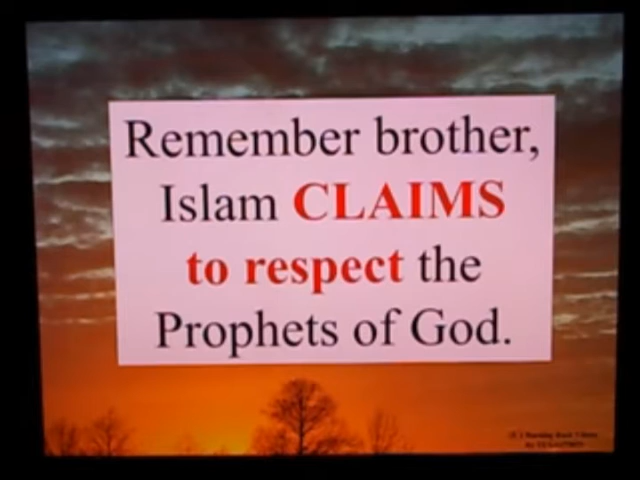 Remember brother,
Islam CLAIMS
to respect the
Prophets of God.